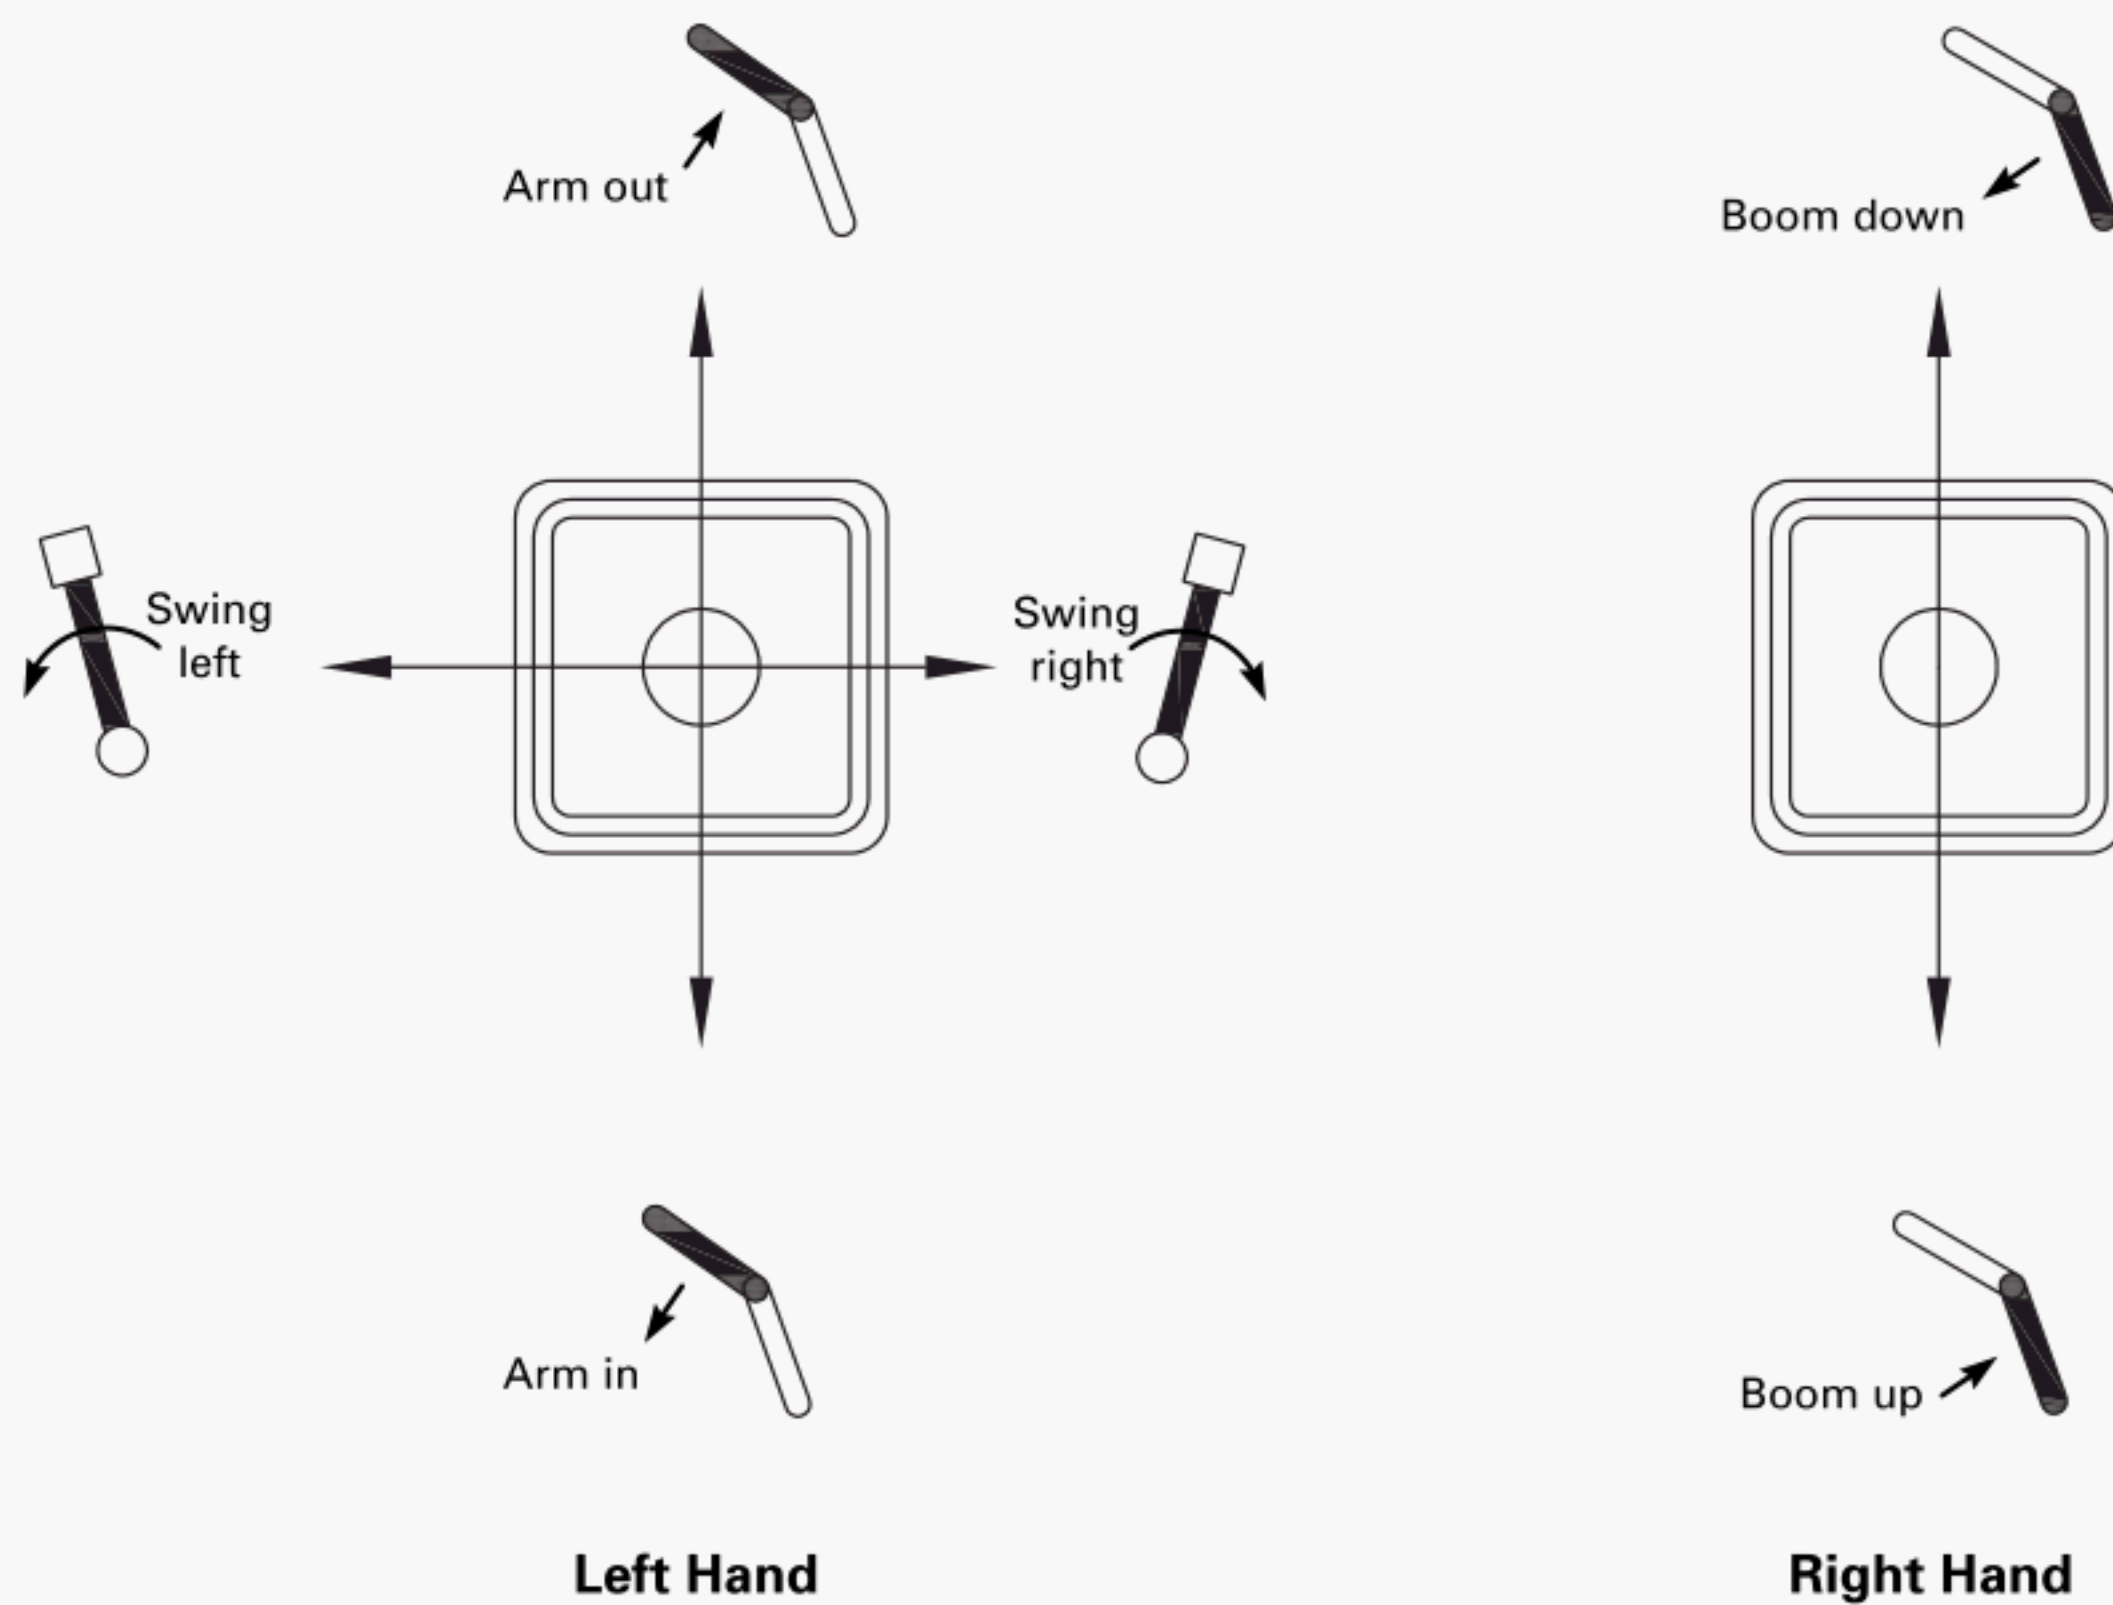 Arm out
Boom down
Swing
left
Swing
right
Arm in
Boom up
Left Hand
Right Hand